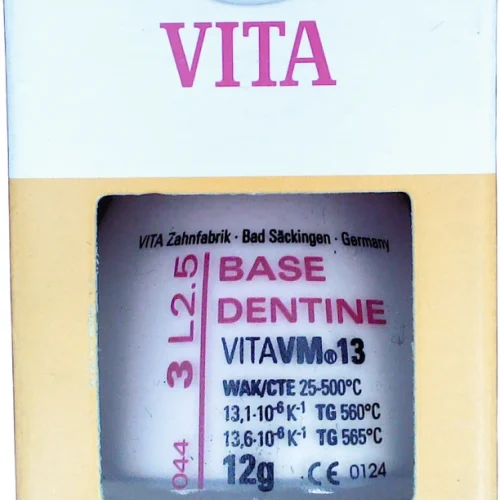 VITA
VITA Zahnfabrik · Bad Säckingen · Germany
3 L2.5
BASE
DENTINE
VITAVM®13
WAK/CTE 25-500°C
13,1·10⁻⁶ K⁻¹ TG 560°C
13,6·10⁻⁶ K⁻¹ TG 565°C
12g CE 0124
044